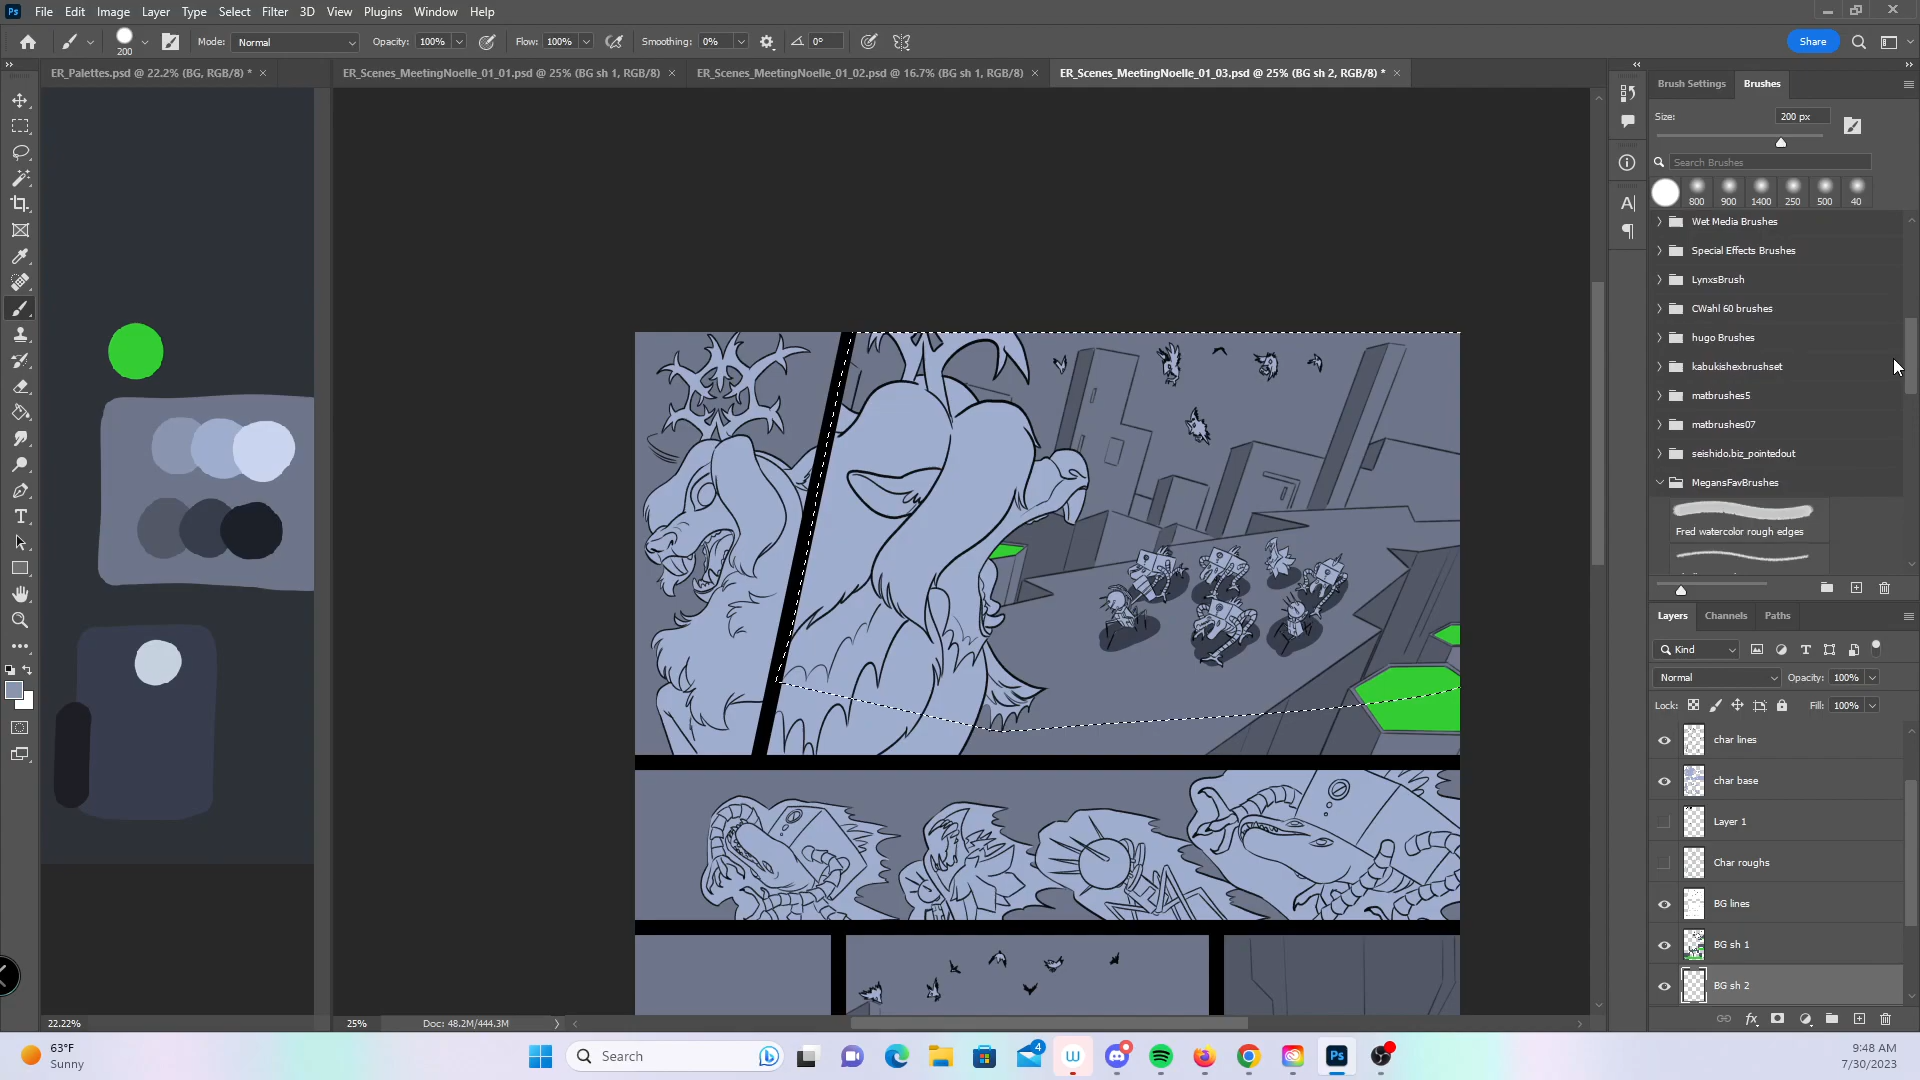 Ps File Edit Image Layer Type Select Filter 3D View Plugins Window Help
200 Mode: Normal Opacity: 100% Flow: 100% Smoothing: 0% 0° Share
ER_Palettes.psd @ 22.2% (BG, RGB/8) * ER_Scenes_MeetingNoelle_01_01.psd @ 25% (BG sh 1, RGB/8) ER_Scenes_MeetingNoelle_01_02.psd @ 16.7% (BG sh 1, RGB/8) ER_Scenes_MeetingNoelle_01_03.psd @ 25% (BG sh 2, RGB/8) *
Brush Settings Brushes
Size: 200 px
Search Brushes
800 900 1400 250 500 40
Wet Media Brushes
Special Effects Brushes
LynxsBrush
CWahl 60 brushes
hugo Brushes
kabukishexbrushset
matbrushes5
matbrushes07
seishido.biz_pointedout
MegansFavBrushes
Fred watercolor rough edges
Layers Channels Paths
Kind
Normal Opacity: 100%
Lock: Fill: 100%
char lines
char base
Layer 1
Char roughs
BG lines
BG sh 1
BG sh 2
22.22% 25% Doc: 48.2M/444.3M
63°F
Sunny
Search
4
Ps
9:48 AM
7/30/2023